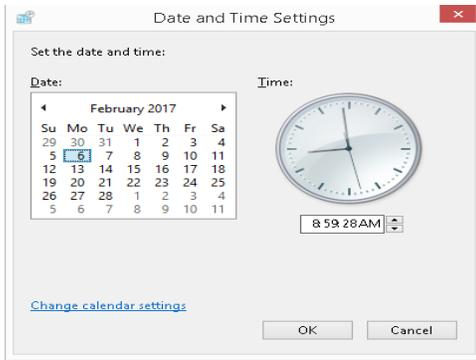 Date and Time Settings
Set the date and time:
Date:
Time:
February 2017
Su Mo Tu We Th Fr Sa
29 30 31 1 2 3 4
5 6 7 8 9 10 11
12 13 14 15 16 17 18
19 20 21 22 23 24 25
26 27 28 1 2 3 4
5 6 7 8 9 10 11
8:59:28 AM
Change calendar settings
OK
Cancel